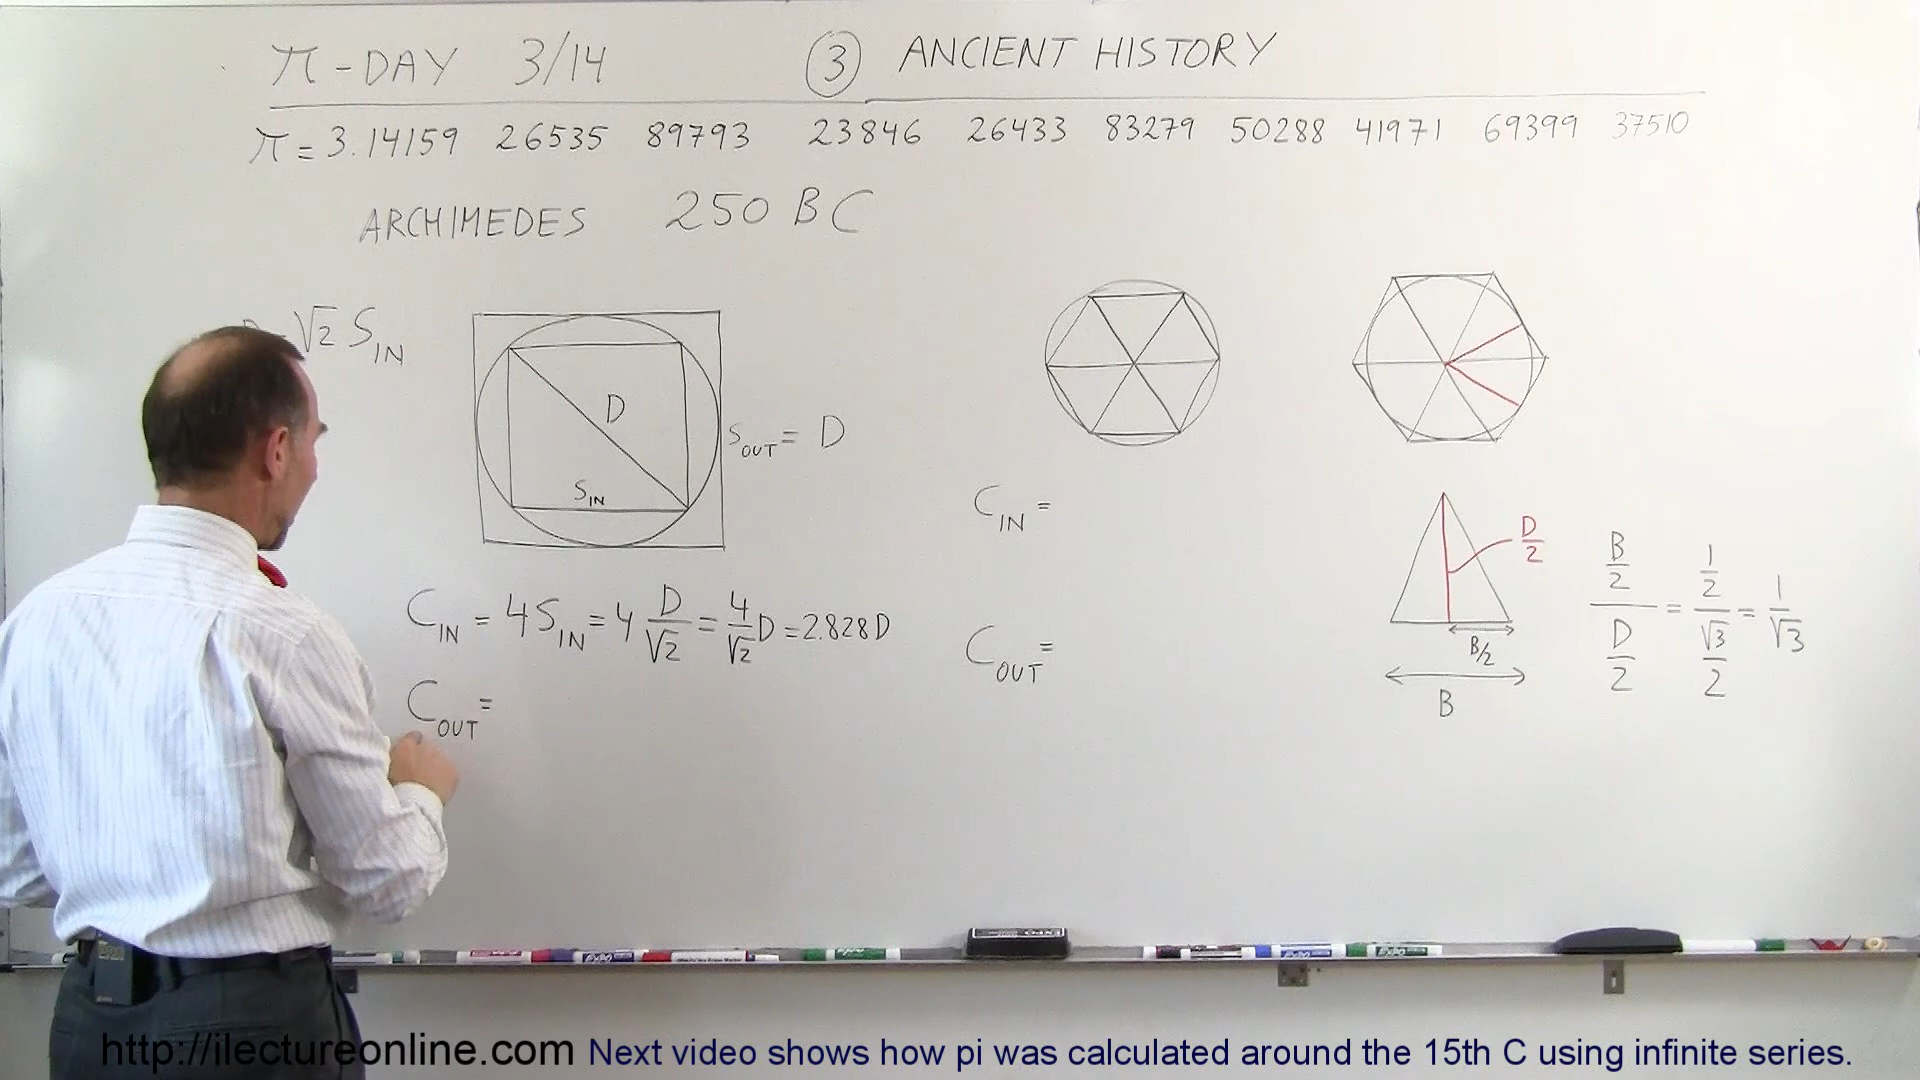 π-DAY 3/14 ③ ANCIENT HISTORY
π = 3.14159 26535 89793 23846 26433 83279 50288 41971 69399 37510
ARCHIMEDES 250 BC
√2 S_IN
D
S_OUT = D
S_IN
C_IN =
D/2
C_IN = 4S_IN = 4 D/√2 = 4/√2 D = 2.828 D
C_OUT =
B/2
(B/2)/(D/2) = (1/2)/(√3/2) = 1/√3
C_OUT =
B
http://ilectureonline.com Next video shows how pi was calculated around the 15th C using infinite series.